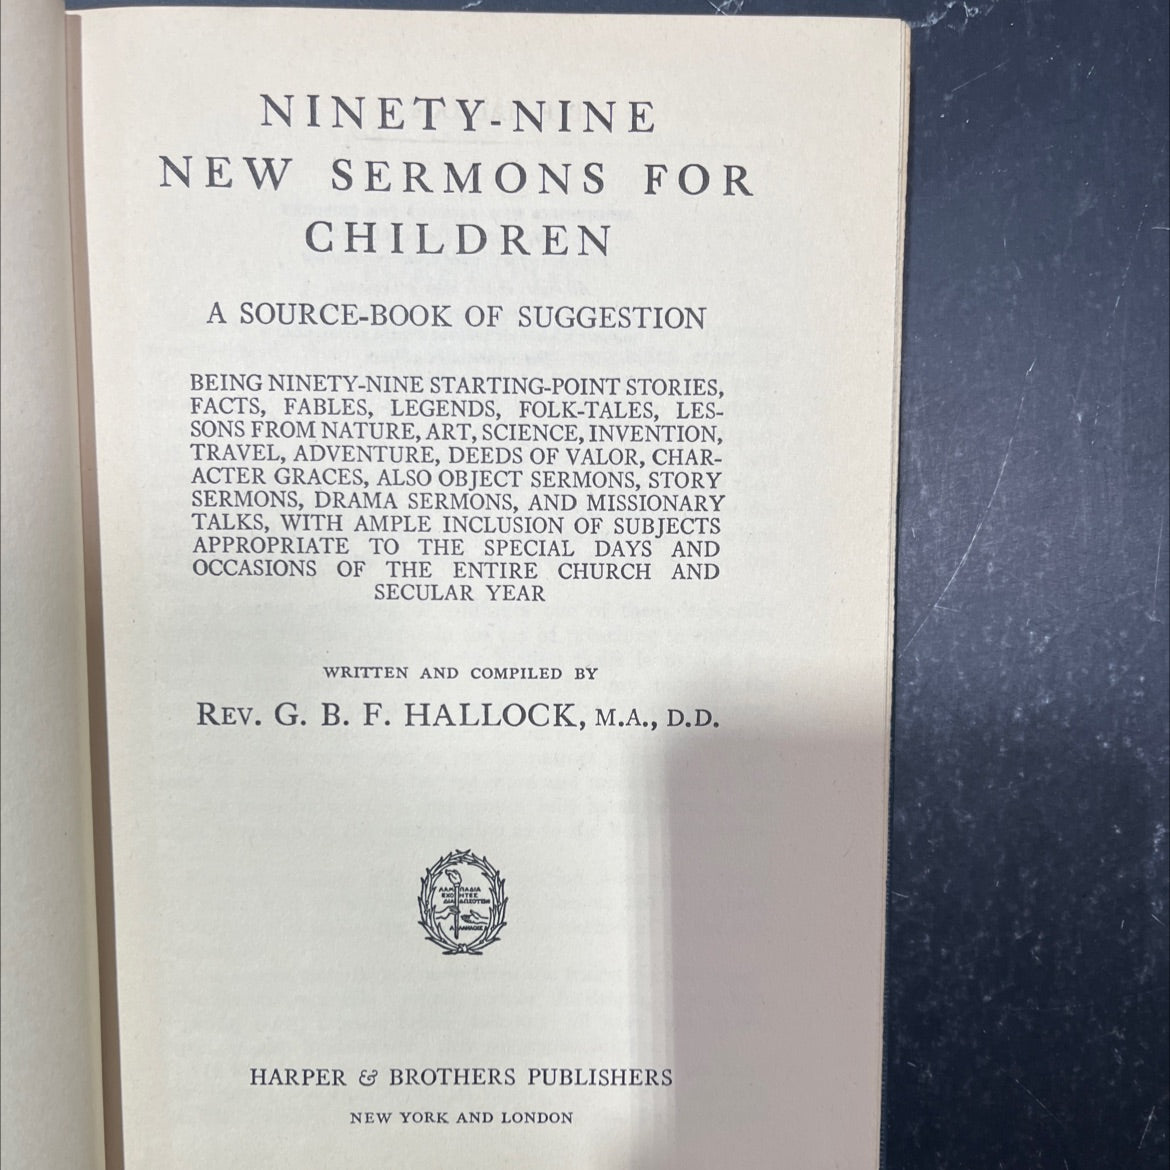 NINETY-NINE
NEW SERMONS FOR
CHILDREN
A SOURCE-BOOK OF SUGGESTION
BEING NINETY-NINE STARTING-POINT STORIES,
FACTS, FABLES, LEGENDS, FOLK-TALES, LES-
SONS FROM NATURE, ART, SCIENCE, INVENTION,
TRAVEL, ADVENTURE, DEEDS OF VALOR, CHAR-
ACTER GRACES, ALSO OBJECT SERMONS, STORY
SERMONS, DRAMA SERMONS, AND MISSIONARY
TALKS, WITH AMPLE INCLUSION OF SUBJECTS
APPROPRIATE TO THE SPECIAL DAYS AND
OCCASIONS OF THE ENTIRE CHURCH AND
SECULAR YEAR
WRITTEN AND COMPILED BY
REV. G. B. F. HALLOCK, M.A., D.D.
HARPER & BROTHERS PUBLISHERS
NEW YORK AND LONDON